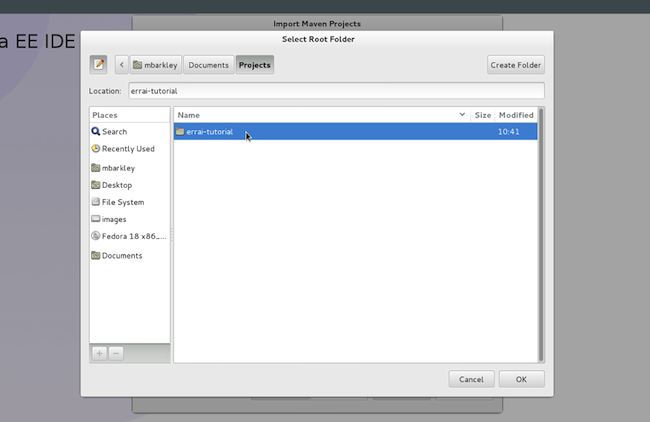 Import Maven Projects
a EE IDE
Select Root Folder
mbarkley Documents Projects Create Folder
Location: errai-tutorial
Places
Search
Recently Used
mbarkley
Desktop
File System
images
Fedora 18 x86_...
Documents
Name Size Modified
errai-tutorial 10:41
Cancel OK